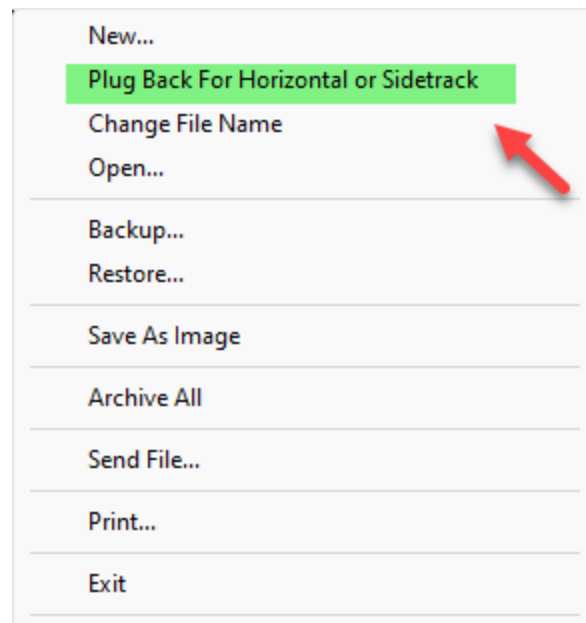 New...
Plug Back For Horizontal or Sidetrack
Change File Name
Open...
Backup...
Restore...
Save As Image
Archive All
Send File...
Print...
Exit